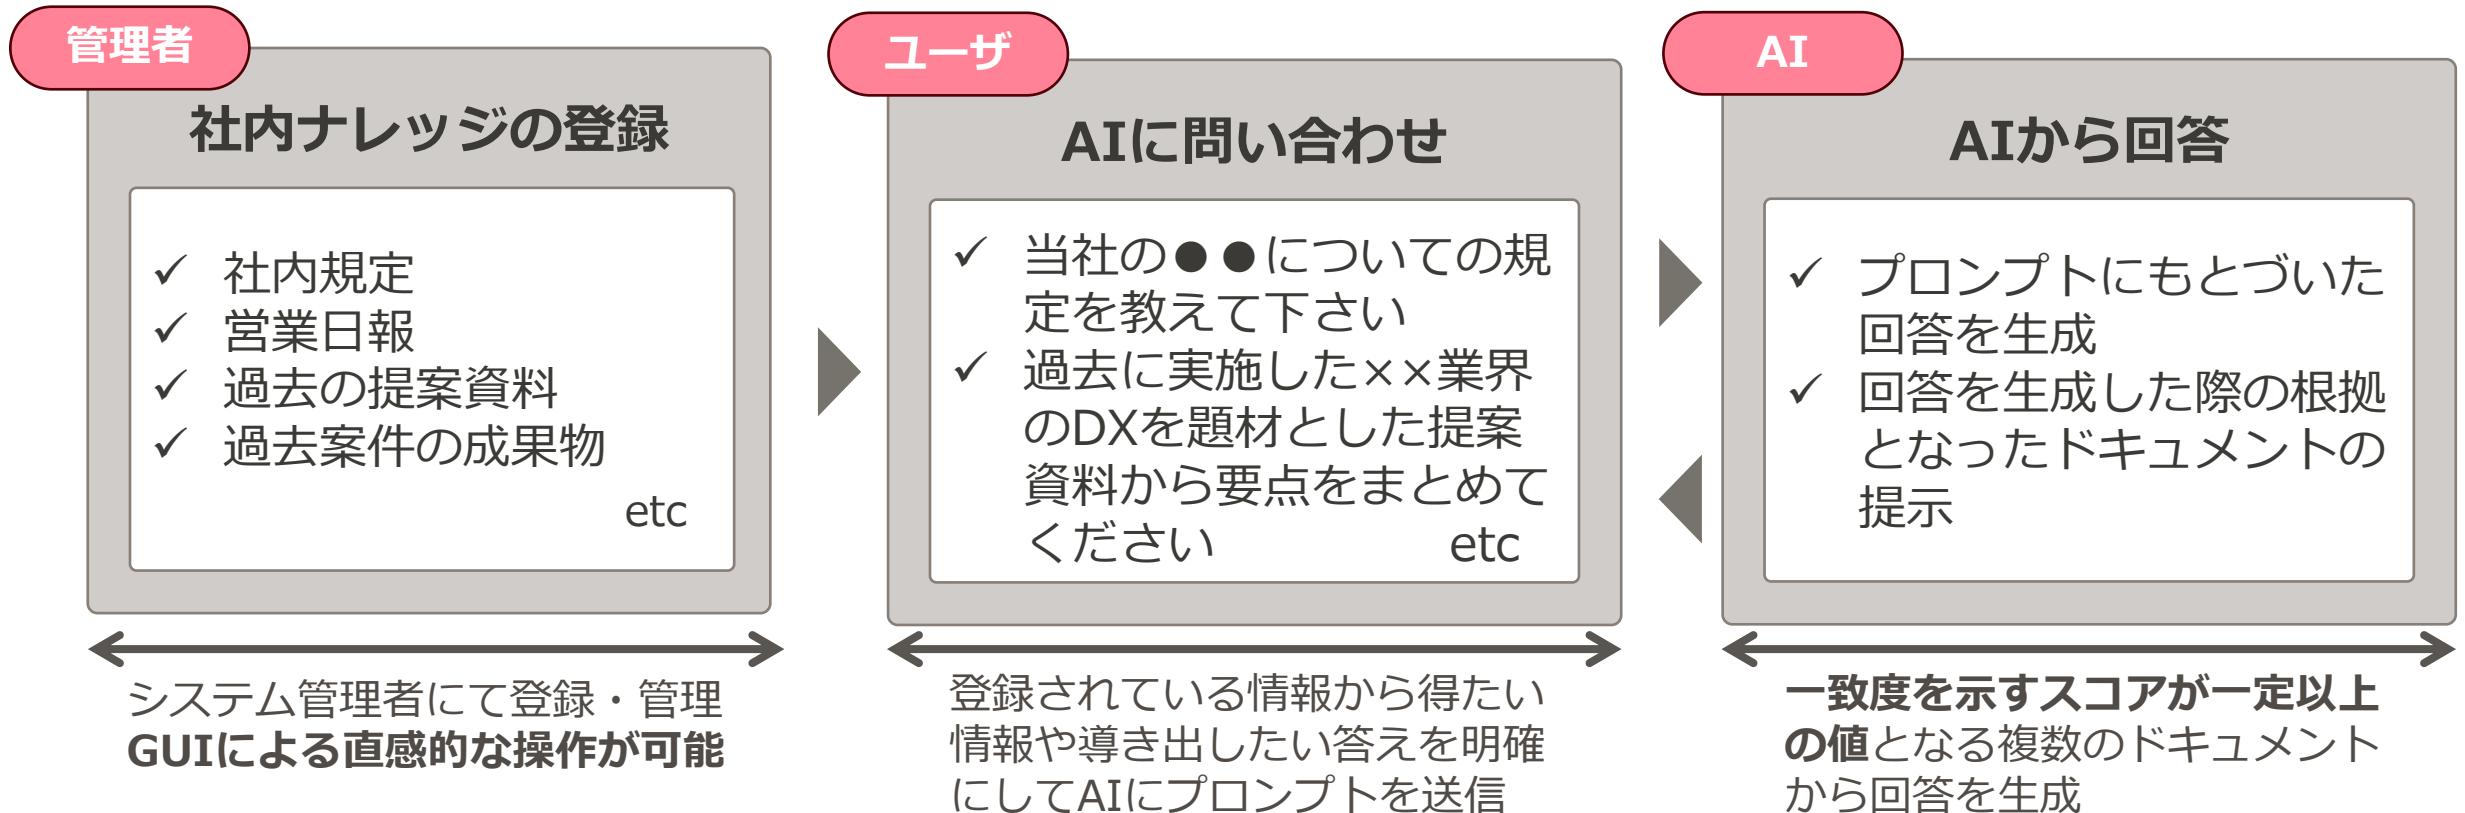 管理者
社内ナレッジの登録
✓ 社内規定
✓ 営業日報
✓ 過去の提案資料
✓ 過去案件の成果物
etc
システム管理者にて登録・管理
GUIによる直感的な操作が可能
ユーザ
AIに問い合わせ
✓ 当社の●●についての規
定を教えて下さい
✓ 過去に実施した××業界
のDXを題材とした提案
資料から要点をまとめて
ください etc
登録されている情報から得たい
情報や導き出したい答えを明確
にしてAIにプロンプトを送信
AI
AIから回答
✓ プロンプトにもとづいた
回答を生成
✓ 回答を生成した際の根拠
となったドキュメントの
提示
一致度を示すスコアが一定以上
の値となる複数のドキュメント
から回答を生成